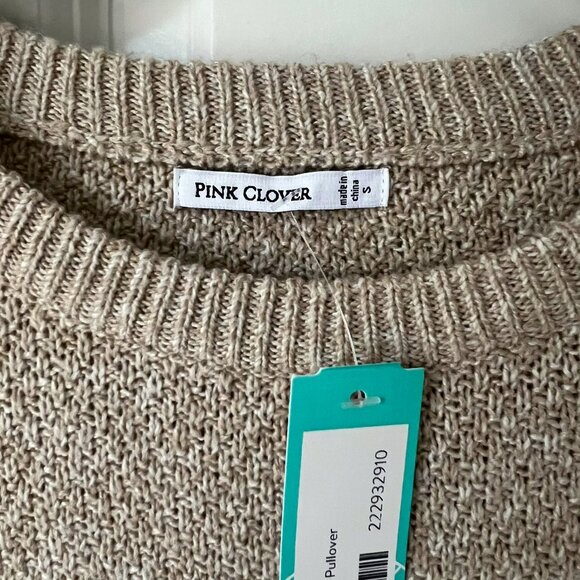 PINK CLOVER
made in
china
S
222932910
Pullover